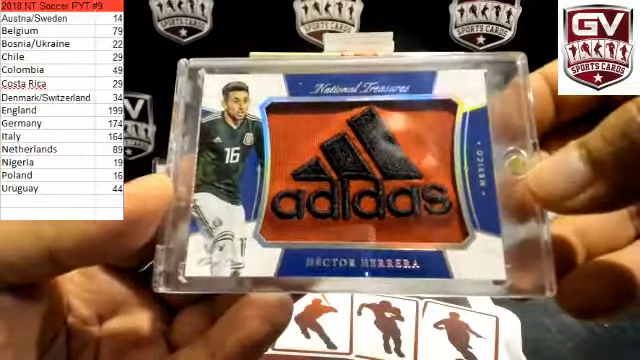 2018 NT Soccer PYT #9
Austria/Sweden 14
Belgium 79
Bosnia/Ukraine 22
Chile 29
Colombia 49
Costa Rica 29
Denmark/Switzerland 34
England 199
Germany 174
Italy 164
Netherlands 89
Nigeria 19
Poland 16
Uruguay 44
SPORTS CARDS
SPORTS CARDS
SPORTS CARDS
GV
SPORTS CARDS
National Treasures
16
adidas
MEXICO
HÉCTOR HERRERA